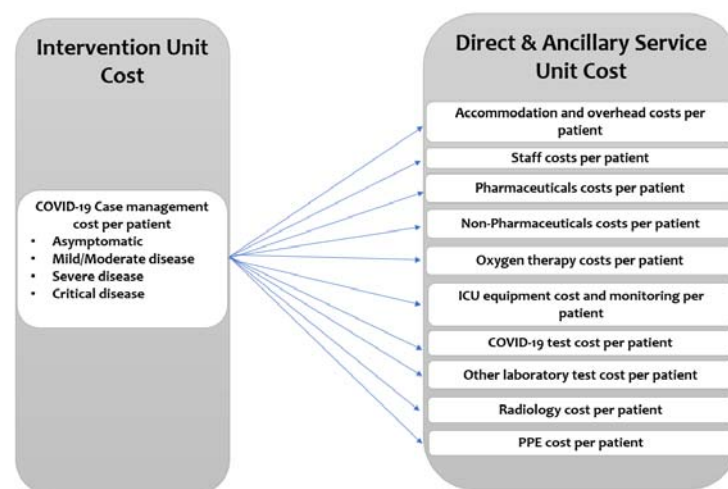 Intervention Unit
Cost
COVID-19 Case management
cost per patient
• Asymptomatic
• Mild/Moderate disease
• Severe disease
• Critical disease
Direct & Ancillary Service
Unit Cost
Accommodation and overhead costs per
patient
Staff costs per patient
Pharmaceuticals costs per patient
Non-Pharmaceuticals costs per patient
Oxygen therapy costs per patient
ICU equipment cost and monitoring per
patient
COVID-19 test cost per patient
Other laboratory test cost per patient
Radiology cost per patient
PPE cost per patient